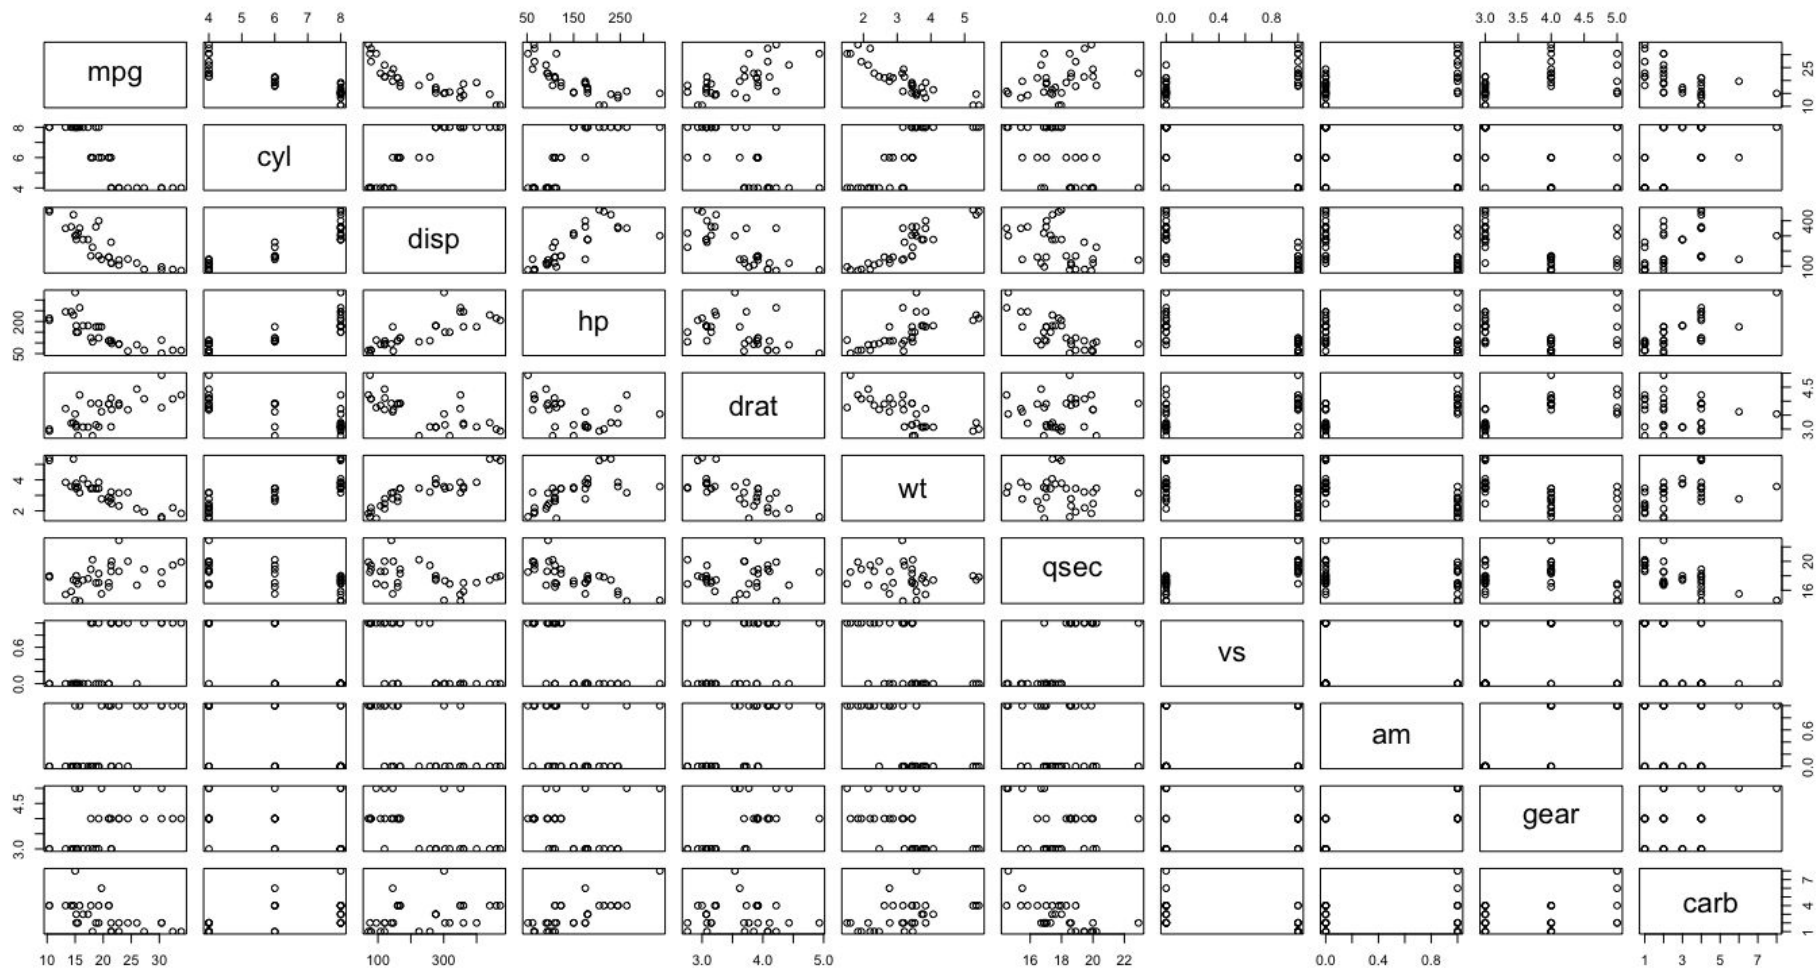 4 5 6 7 8 50 150 250 2 3 4 5 0.0 0.4 0.8 3.0 3.5 4.0 4.5 5.0
mpg 10 25
4 6 8 cyl
disp 100 400
50 200 hp
drat 3.0 4.5
2 4 wt
qsec 16 20
0.0 0.6 vs
am 0.0 0.6
3.0 4.5 gear
carb 1 4 7
10 15 20 25 30 100 300 3.0 4.0 5.0 16 18 20 22 0.0 0.4 0.8 1 3 5 7